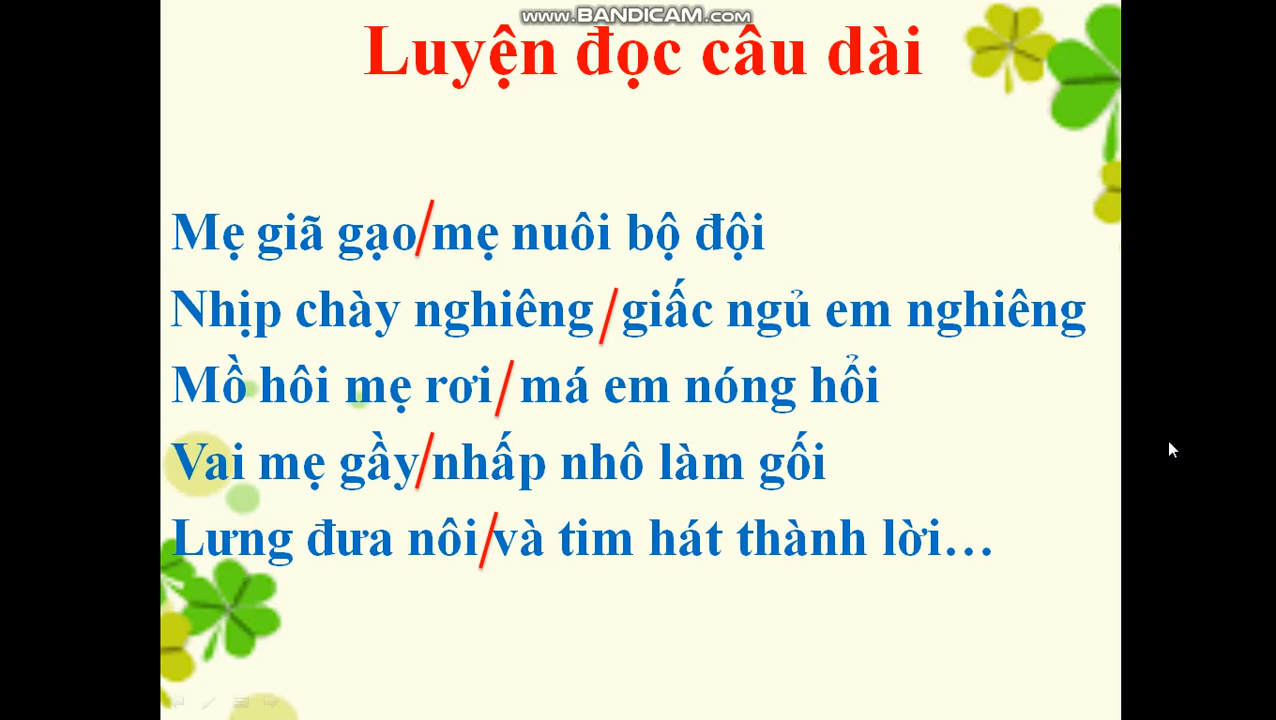 www.BANDICAM.com
Luyện đọc câu dài
Mẹ giã gạo/mẹ nuôi bộ đội
Nhịp chày nghiêng/giấc ngủ em nghiêng
Mồ hôi mẹ rơi/má em nóng hổi
Vai mẹ gầy/nhấp nhô làm gối
Lưng đưa nôi/và tim hát thành lời…